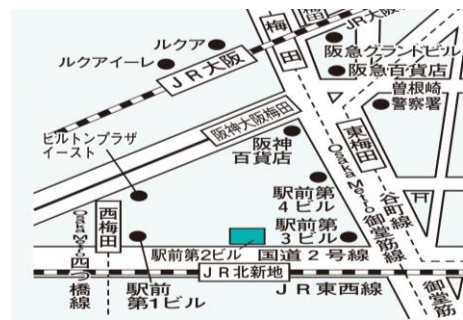 梅田
ルクア
ルクアイーレ
JR大阪
阪急グランドビル
阪急百貨店
曽根崎
警察署
阪神大阪梅田
阪神
百貨店
東梅田
ヒルトンプラザ
イースト
Osaka Metro
谷町線
御堂筋線
駅前第
4ビル
駅前第
3ビル
西梅田
Osaka Metro
四つ橋線
駅前第2ビル
国道2号線
JR北新地
駅前
第1ビル
JR東西線
御堂筋